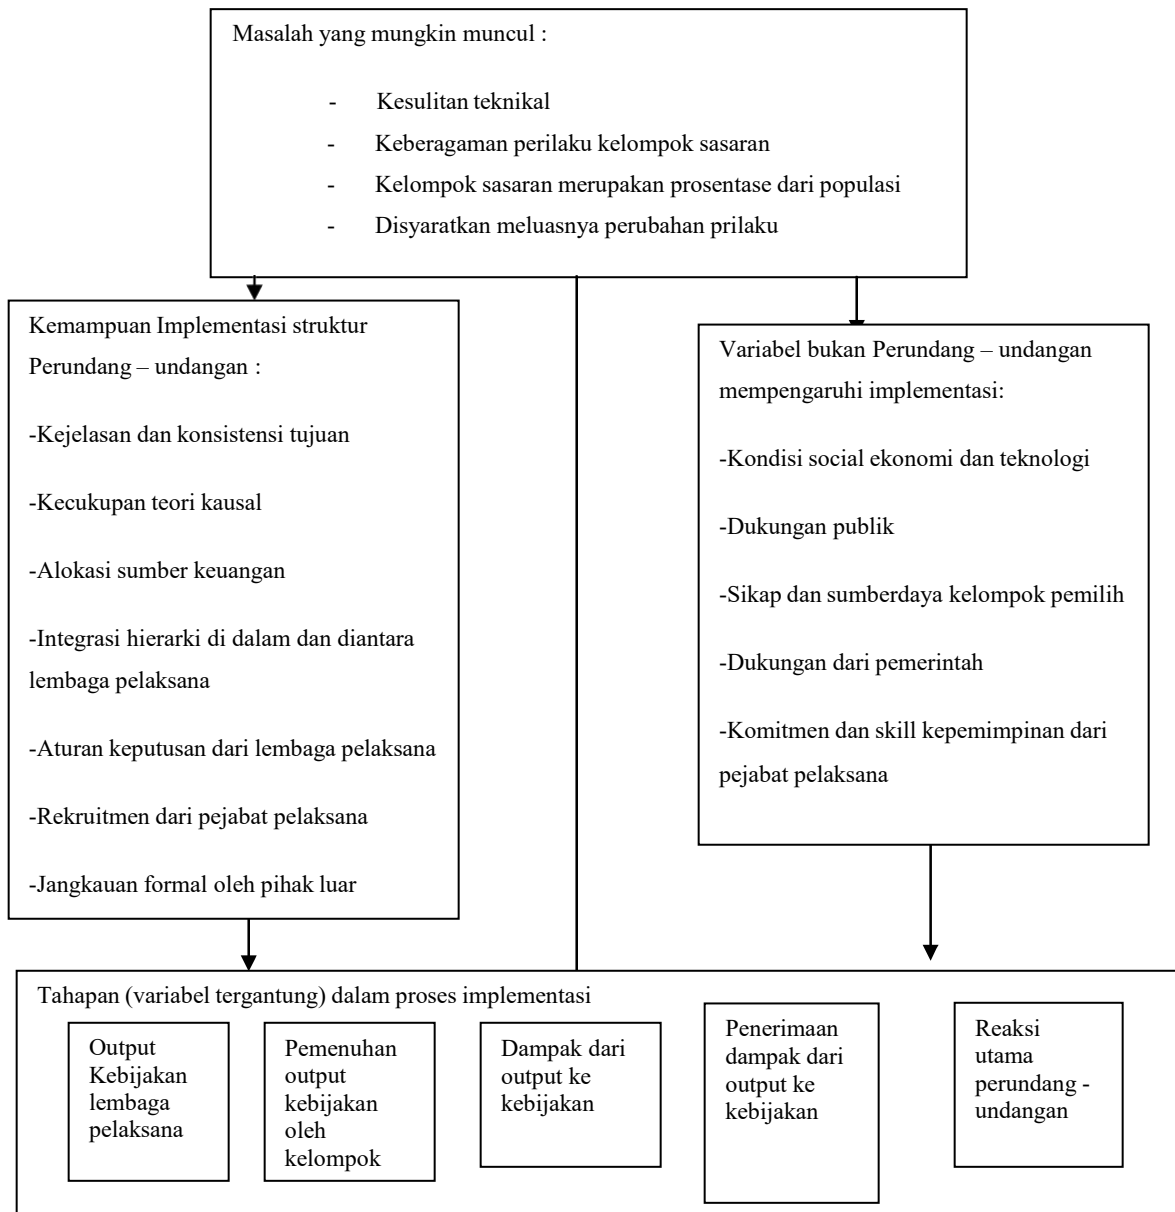 Masalah yang mungkin muncul :
- Kesulitan teknikal
- Keberagaman perilaku kelompok sasaran
- Kelompok sasaran merupakan prosentase dari populasi
- Disyaratkan meluasnya perubahan prilaku
Kemampuan Implementasi struktur
Perundang – undangan :
-Kejelasan dan konsistensi tujuan
-Kecukupan teori kausal
-Alokasi sumber keuangan
-Integrasi hierarki di dalam dan diantara
lembaga pelaksana
-Aturan keputusan dari lembaga pelaksana
-Rekruitmen dari pejabat pelaksana
-Jangkauan formal oleh pihak luar
Variabel bukan Perundang – undangan
mempengaruhi implementasi:
-Kondisi social ekonomi dan teknologi
-Dukungan publik
-Sikap dan sumberdaya kelompok pemilih
-Dukungan dari pemerintah
-Komitmen dan skill kepemimpinan dari
pejabat pelaksana
Tahapan (variabel tergantung) dalam proses implementasi
Output
Kebijakan
lembaga
pelaksana
Pemenuhan
output
kebijakan
oleh
kelompok
Dampak dari
output ke
kebijakan
Penerimaan
dampak dari
output ke
kebijakan
Reaksi
utama
perundang -
undangan